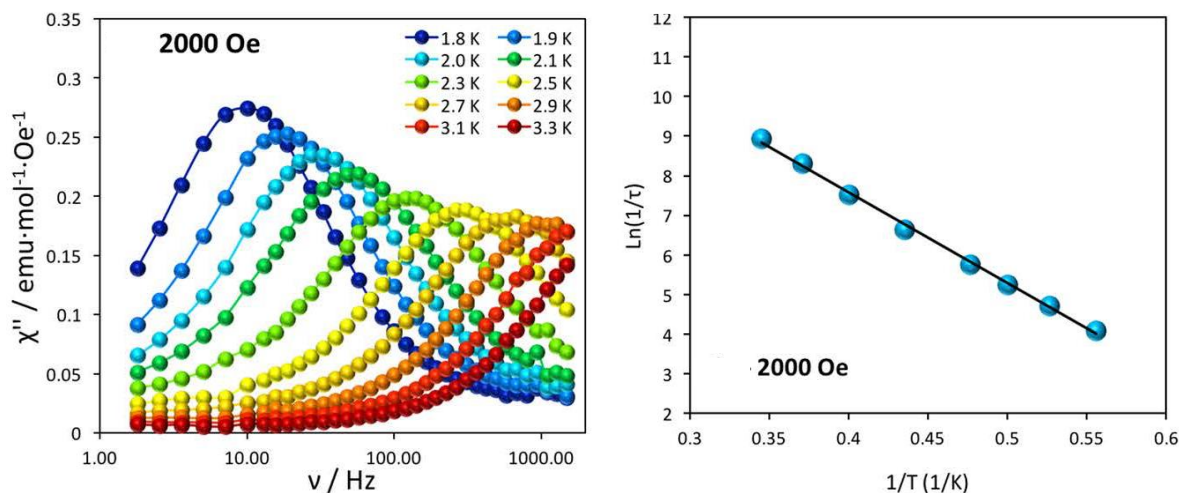 2000 Oe
1.8 K 1.9 K
2.0 K 2.1 K
2.3 K 2.5 K
2.7 K 2.9 K
3.1 K 3.3 K
0.35
0.3
0.25
0.2
0.15
0.1
0.05
0
χ'' / emu·mol⁻¹·Oe⁻¹
1.00 10.00 100.00 1000.00
ν / Hz
12
11
10
9
8
7
6
5
4
3
2
Ln(1/τ)
2000 Oe
0.3 0.35 0.4 0.45 0.5 0.55 0.6
1/T (1/K)